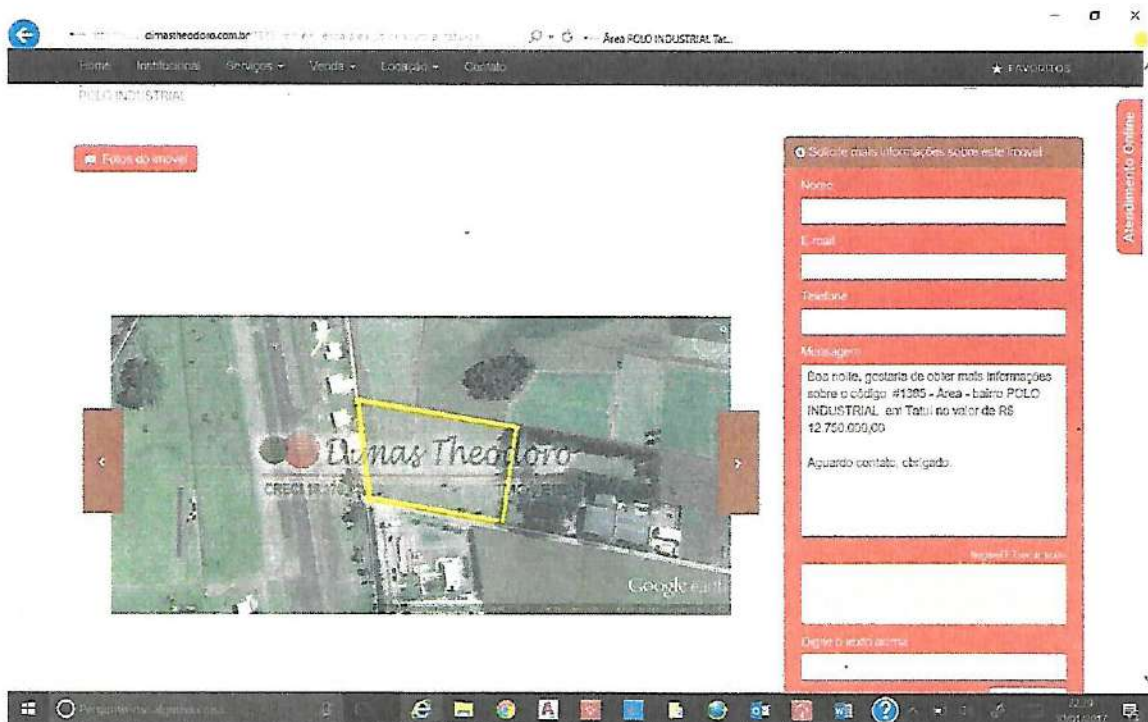 dimastheodoro.com.br
Área POLO INDUSTRIAL Tat...
Home Institucional Serviços Venda Locação Contato
FAVORITOS
POLO INDUSTRIAL
Fotos do imóvel
Atendimento Online
Solicite mais informações sobre este imóvel
Nome
E-mail
Telefone
Mensagem
Boa noite, gostaria de obter mais informações
sobre o código #1385 - Área - bairro POLO
INDUSTRIAL em Tatuí no valor de R$
12.750.000,00
Aguardo contato, obrigado.
Dimas Theodoro
CRECI
Google earth
Digite o texto acima